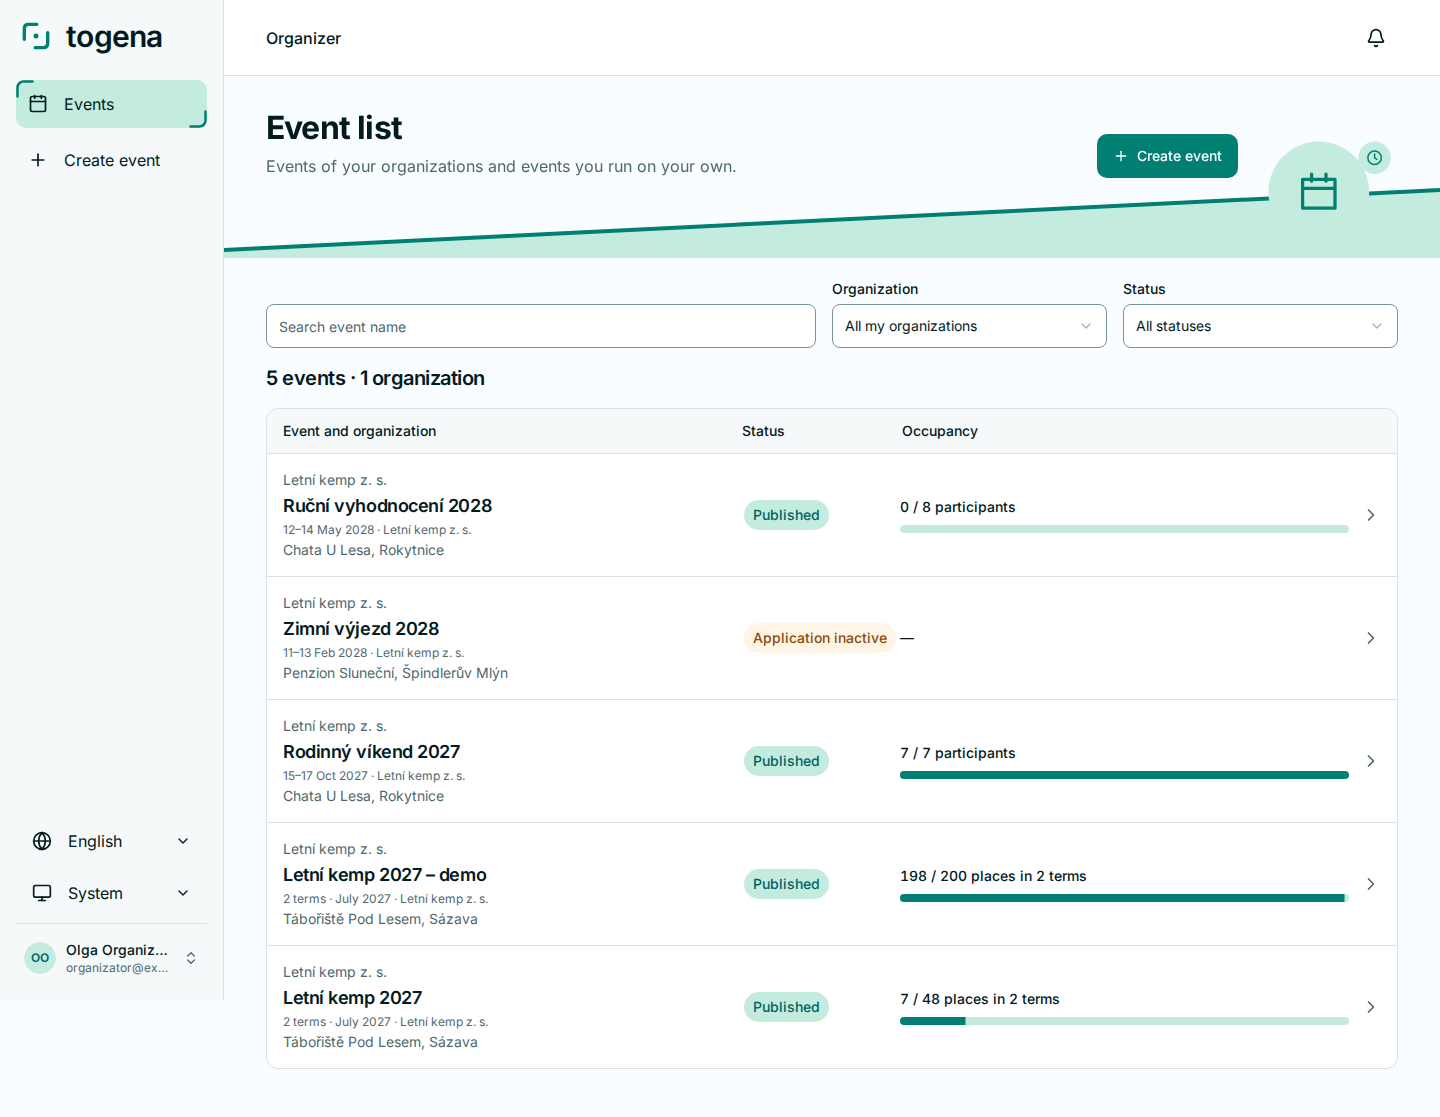 togena
Organizer
Events
Create event
Event list
Events of your organizations and events you run on your own.
Create event
Organization
Status
Search event name
All my organizations
All statuses
5 events · 1 organization
Event and organization
Status
Occupancy
Letní kemp z. s.
Ruční vyhodnocení 2028
12–14 May 2028 · Letní kemp z. s.
Chata U Lesa, Rokytnice
Published
0 / 8 participants
Letní kemp z. s.
Zimní výjezd 2028
11–13 Feb 2028 · Letní kemp z. s.
Penzion Sluneční, Špindlerův Mlýn
Application inactive
—
Letní kemp z. s.
Rodinný víkend 2027
15–17 Oct 2027 · Letní kemp z. s.
Chata U Lesa, Rokytnice
Published
7 / 7 participants
Letní kemp z. s.
Letní kemp 2027 – demo
2 terms · July 2027 · Letní kemp z. s.
Tábořiště Pod Lesem, Sázava
Published
198 / 200 places in 2 terms
Letní kemp z. s.
Letní kemp 2027
2 terms · July 2027 · Letní kemp z. s.
Tábořiště Pod Lesem, Sázava
Published
7 / 48 places in 2 terms
English
System
OO
Olga Organiz...
organizator@ex...